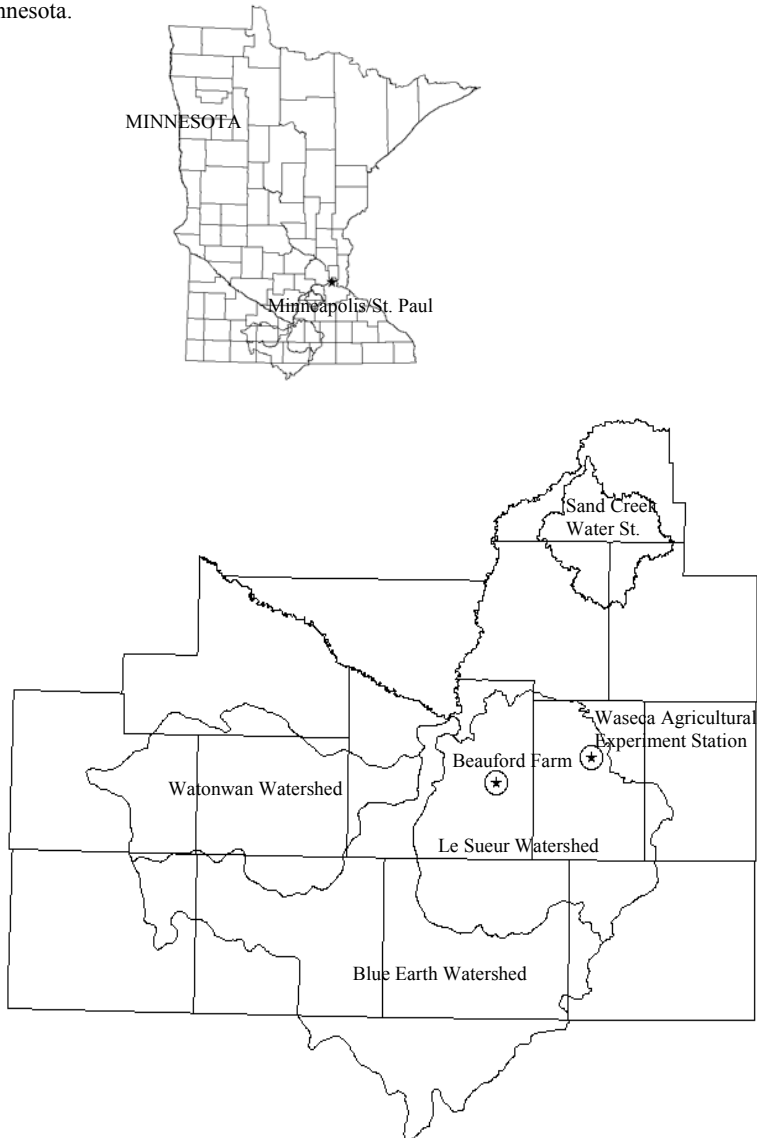 nnesota.
MINNESOTA
Minneapolis/St. Paul
Sand Creek
Water St.
Waseca Agricultural
Experiment Station
Beauford Farm
Watonwan Watershed
Le Sueur Watershed
Blue Earth Watershed